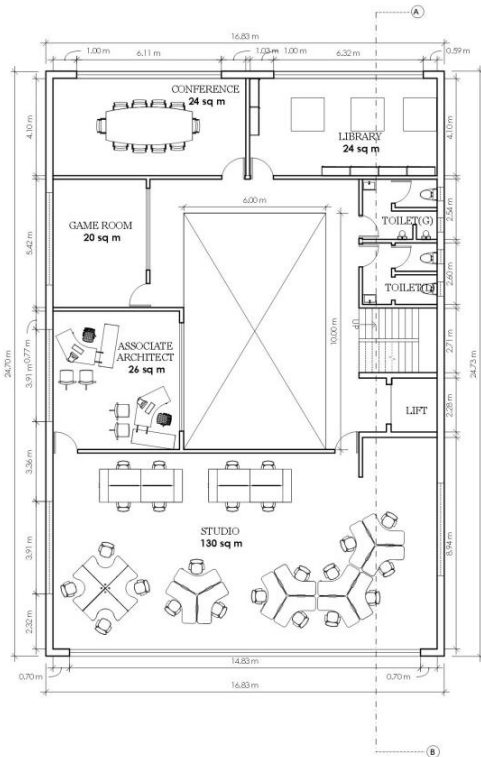 A
16.83 m
1.00 m
6.11 m
1.03 m
1.00 m
6.32 m
0.59 m
CONFERENCE
24 sq m
4.10 m
LIBRARY
24 sq m
4.10 m
6.00 m
GAME ROOM
20 sq m
TOILET(G)
2.54 m
5.42 m
TOILET(L)
2.60 m
10.00 m
UP
0.77 m
ASSOCIATE
ARCHITECT
26 sq m
2.71 m
3.91 m
24.70 m
24.73 m
LIFT
2.28 m
3.36 m
STUDIO
130 sq m
3.91 m
8.94 m
2.32 m
0.70 m
14.83 m
0.70 m
16.83 m
B